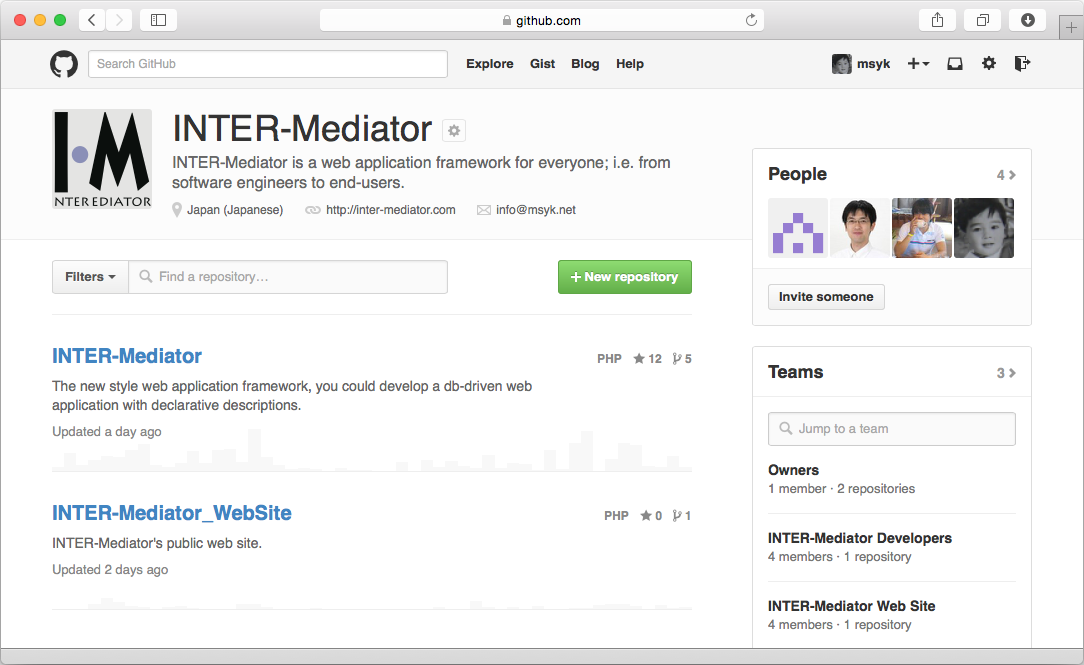 github.com
Search GitHub
Explore Gist Blog Help
msyk
I·M
NTEREDIATOR
INTER-Mediator
INTER-Mediator is a web application framework for everyone; i.e. from
software engineers to end-users.
Japan (Japanese) http://inter-mediator.com info@msyk.net
Filters Find a repository…
+ New repository
INTER-Mediator
PHP 12 5
The new style web application framework, you could develop a db-driven web
application with declarative descriptions.
Updated a day ago
INTER-Mediator_WebSite
PHP 0 1
INTER-Mediator's public web site.
Updated 2 days ago
People 4
Invite someone
Teams 3
Jump to a team
Owners
1 member · 2 repositories
INTER-Mediator Developers
4 members · 1 repository
INTER-Mediator Web Site
4 members · 1 repository